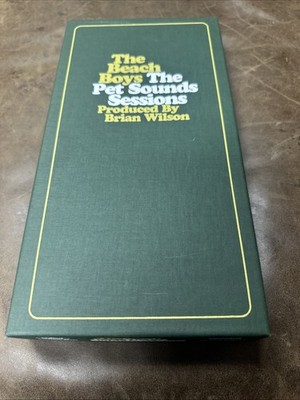 The
Beach
Boys The
Pet Sounds
Sessions
Produced By
Brian Wilson